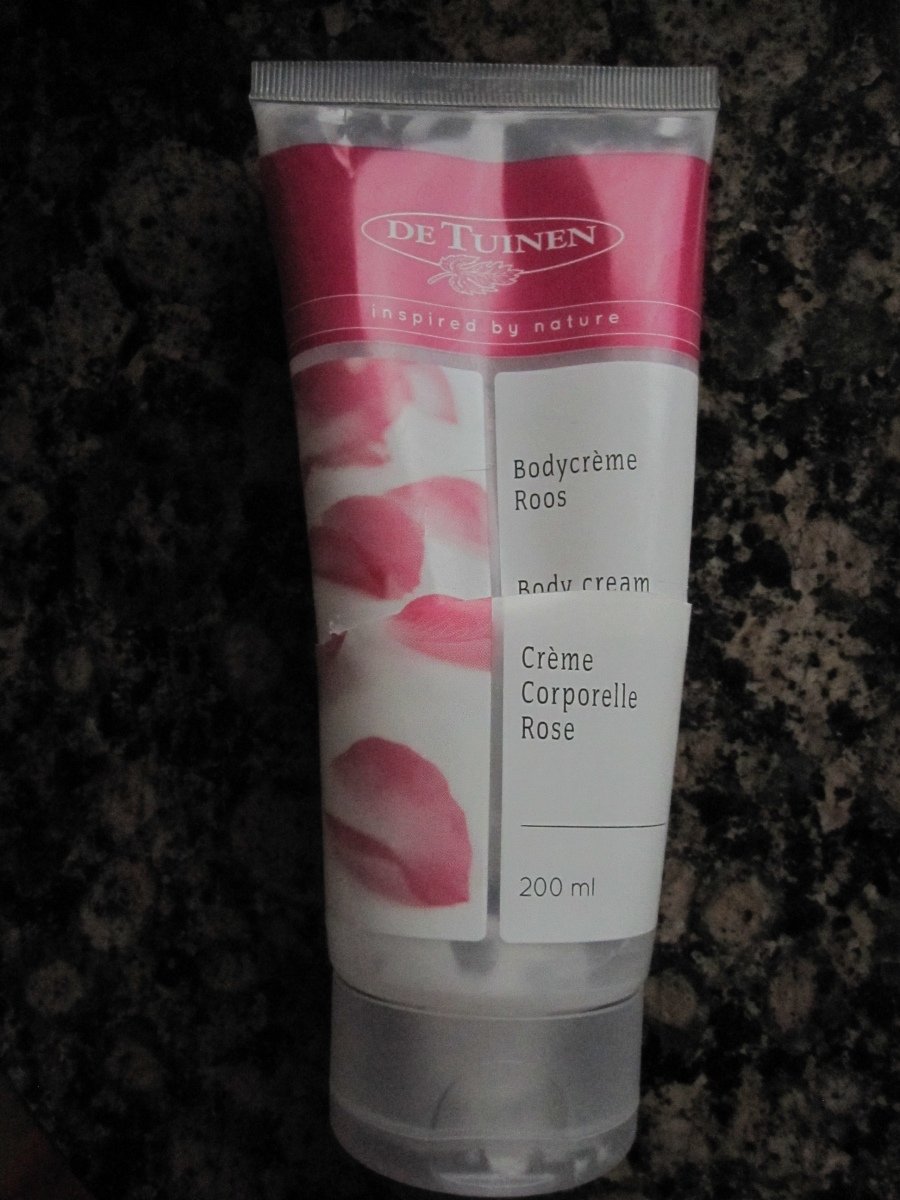 DE TUINEN
inspired by nature
Bodycrème
Roos
Body cream
Crème
Corporelle
Rose
200 ml